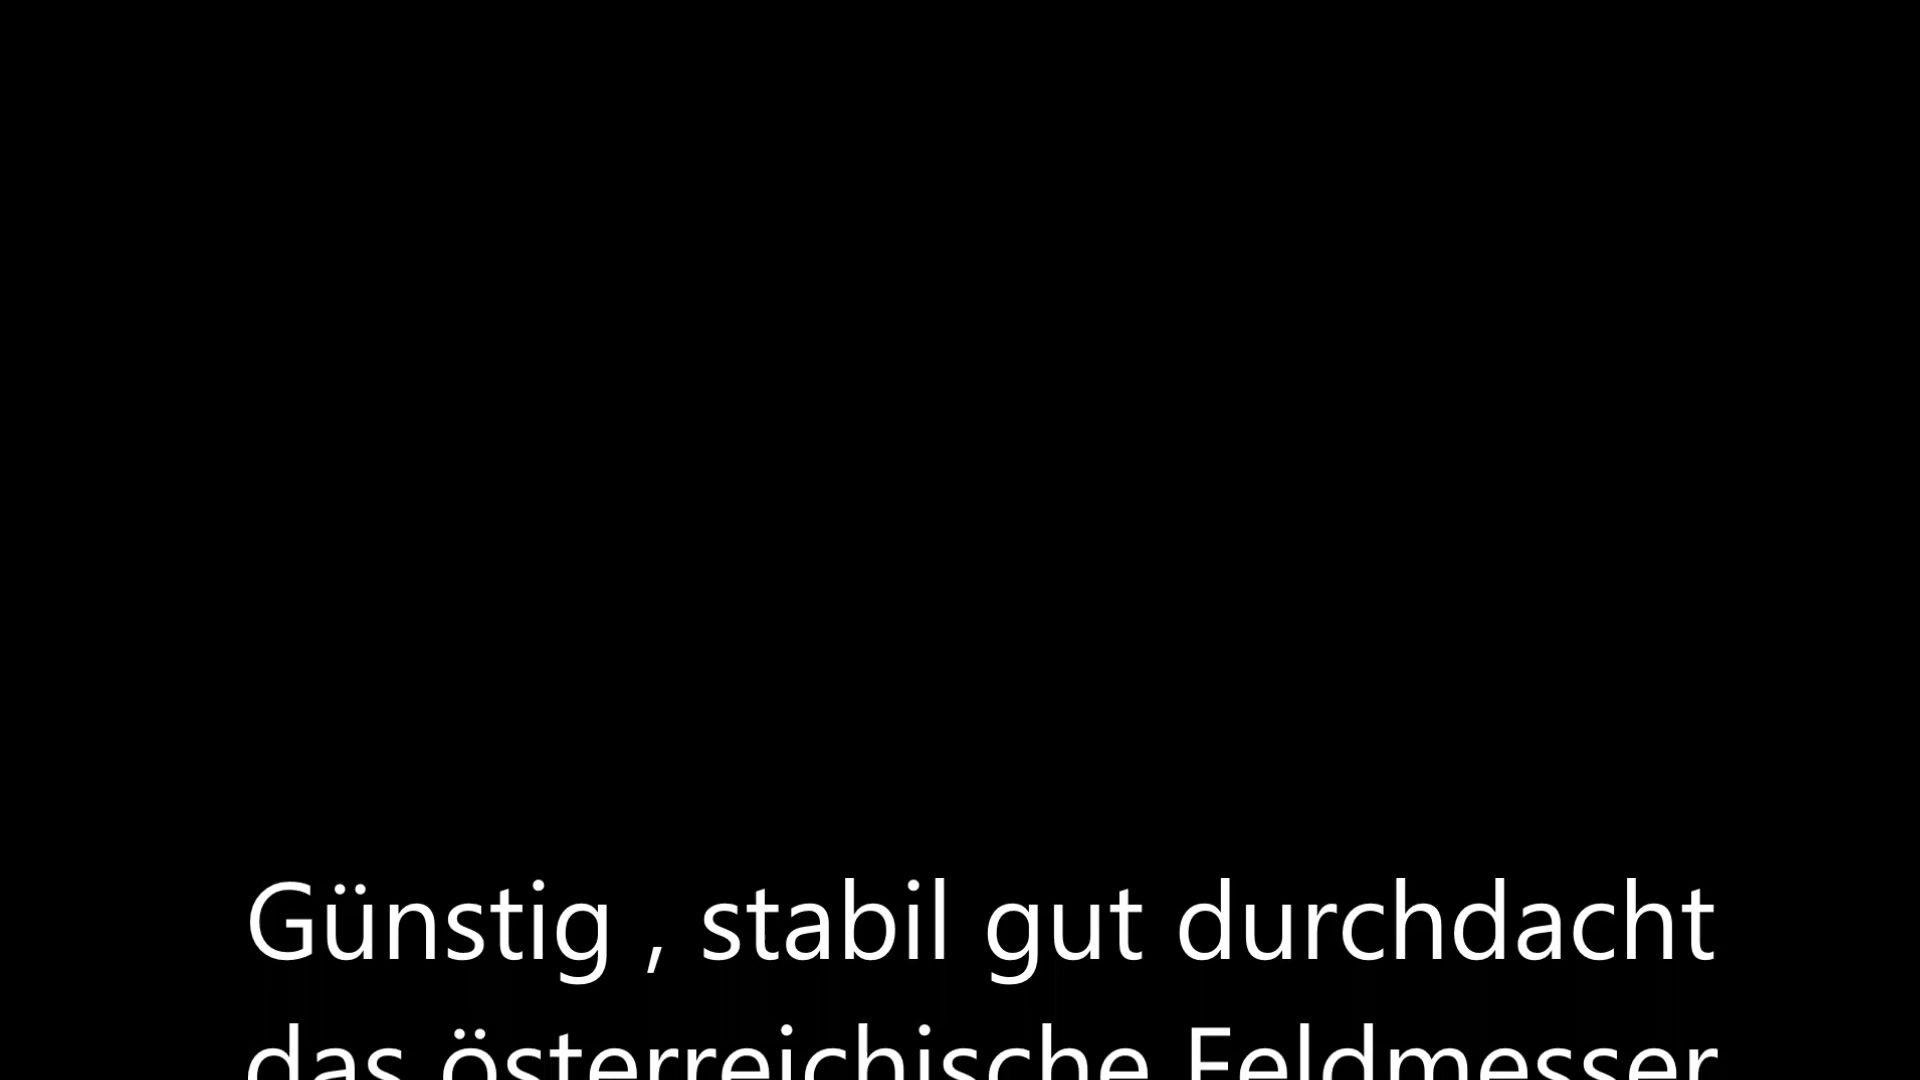 Günstig , stabil gut durchdacht
das österreichische Feldmesser